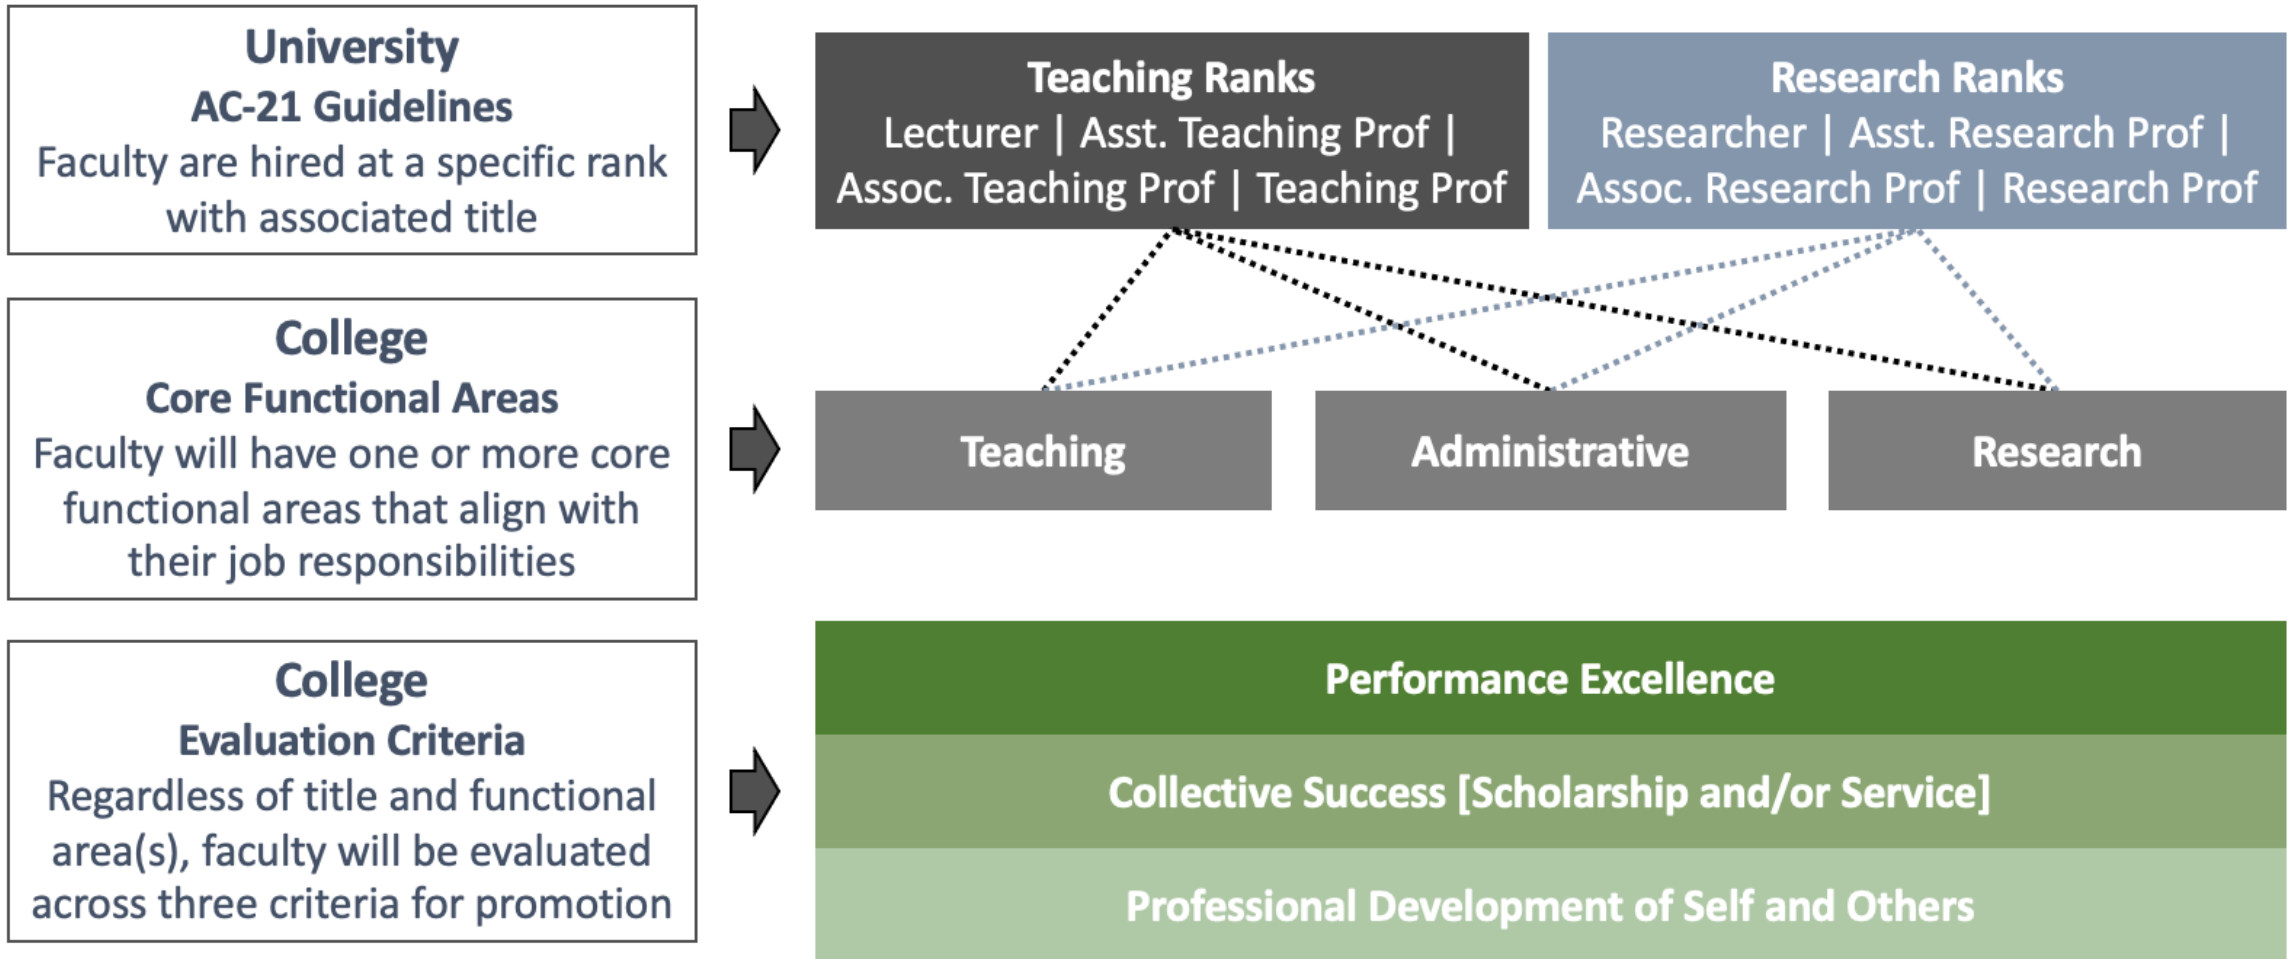 University
AC-21 Guidelines
Faculty are hired at a specific rank
with associated title
Teaching Ranks
Lecturer | Asst. Teaching Prof |
Assoc. Teaching Prof | Teaching Prof
Research Ranks
Researcher | Asst. Research Prof |
Assoc. Research Prof | Research Prof
College
Core Functional Areas
Faculty will have one or more core
functional areas that align with
their job responsibilities
Teaching
Administrative
Research
College
Evaluation Criteria
Regardless of title and functional
area(s), faculty will be evaluated
across three criteria for promotion
Performance Excellence
Collective Success [Scholarship and/or Service]
Professional Development of Self and Others